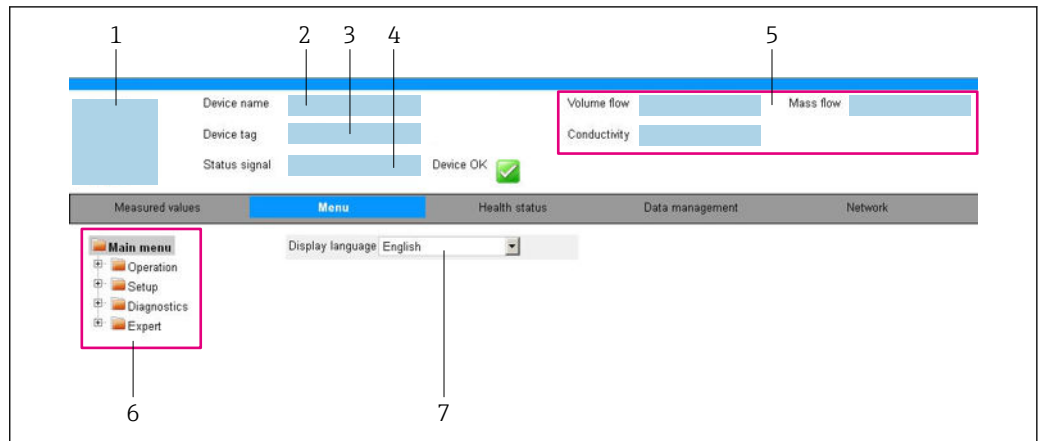 1 2 3 4 5
Device name Volume flow Mass flow
Device tag Conductivity
Status signal Device OK
Measured values Menu Health status Data management Network
Main menu Display language English
Operation
Setup
Diagnostics
Expert
6 7